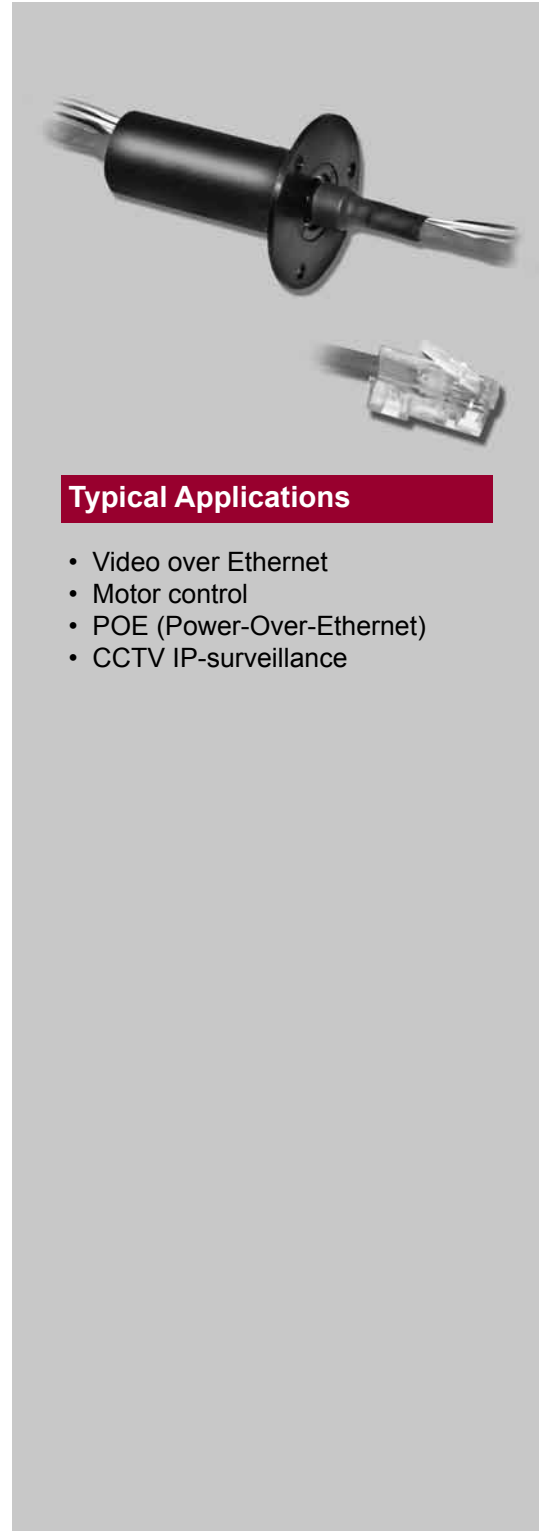 Typical Applications
• Video over Ethernet
• Motor control
• POE (Power-Over-Ethernet)
• CCTV IP-surveillance